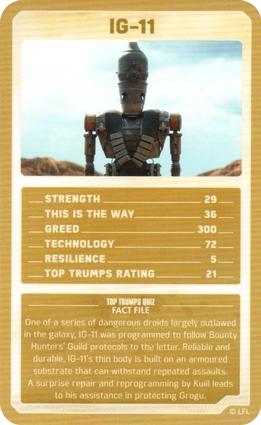 IG-11
STRENGTH 29
THIS IS THE WAY 36
GREED 300
TECHNOLOGY 72
RESILIENCE 5
TOP TRUMPS RATING 21
TOP TRUMPS QUIZ
FACT FILE
One of a series of dangerous droids largely outlawed
in the galaxy, IG-11 was programmed to follow Bounty
Hunters' Guild protocols to the letter. Reliable and
durable, IG-11's thin body is built on an armoured
substrate that can withstand repeated assaults.
A surprise repair and reprogramming by Kuiil leads
to his assistance in protecting Grogu.
© LFL